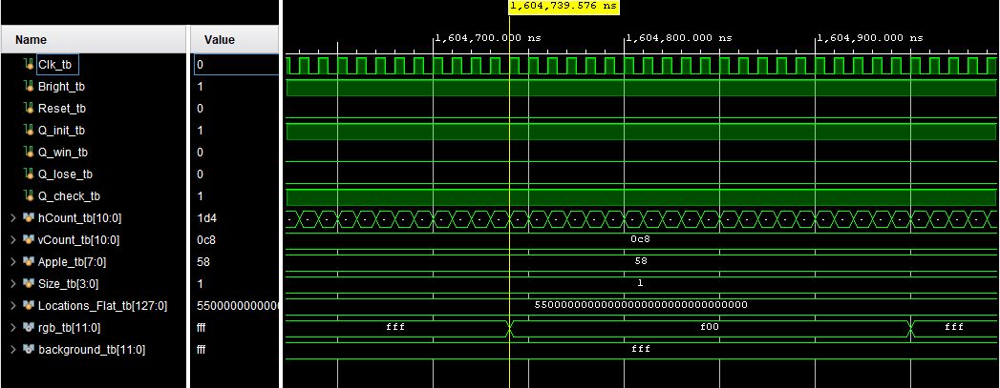 1,604,739.576 ns
Name Value
1,604,700.000 ns 1,604,800.000 ns 1,604,900.000 ns
Clk_tb 0
Bright_tb 1
Reset_tb 0
Q_init_tb 1
Q_win_tb 0
Q_lose_tb 0
Q_check_tb 1
hCount_tb[10:0] 1d4
vCount_tb[10:0] 0c8 0c8
Apple_tb[7:0] 58 58
Size_tb[3:0] 1 1
Locations_Flat_tb[127:0] 5500000000000 55000000000000000000000000000000
rgb_tb[11:0] fff fff f00 fff
background_tb[11:0] fff fff